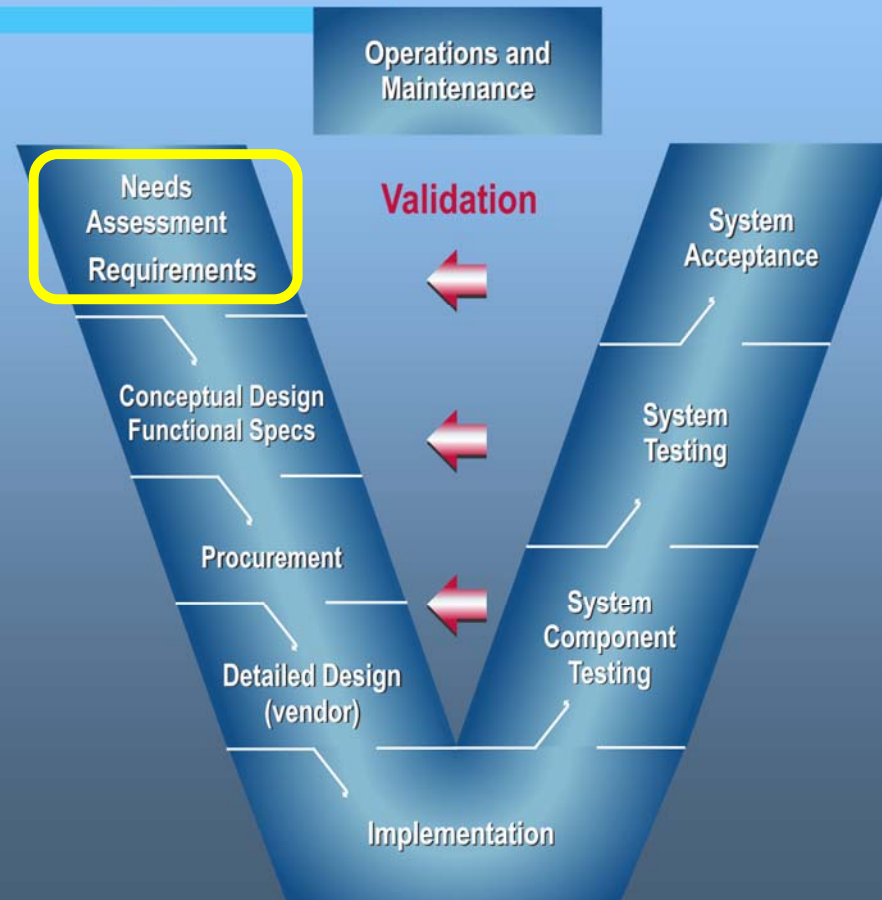 Operations and
Maintenance
Needs
Assessment
Requirements
Validation
System
Acceptance
Conceptual Design
Functional Specs
System
Testing
Procurement
System
Component
Testing
Detailed Design
(vendor)
Implementation